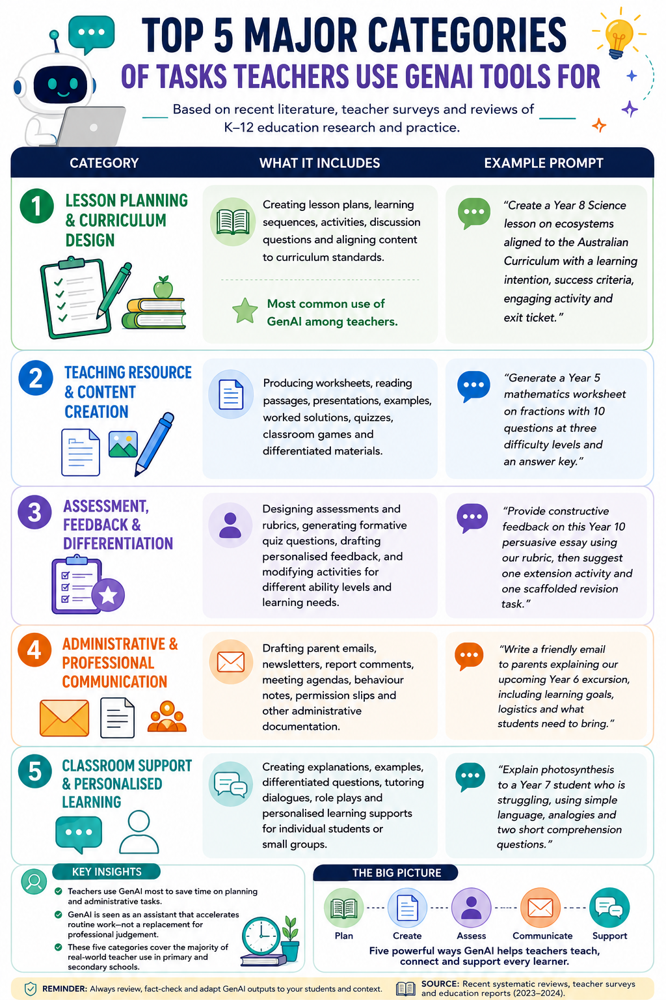 TOP 5 MAJOR CATEGORIES
OF TASKS TEACHERS USE GENAI TOOLS FOR
Based on recent literature, teacher surveys and reviews of
K–12 education research and practice.
CATEGORY
WHAT IT INCLUDES
EXAMPLE PROMPT
1
LESSON PLANNING
& CURRICULUM
DESIGN
Creating lesson plans, learning
sequences, activities, discussion
questions and aligning content
to curriculum standards.
Most common use of
GenAI among teachers.
“Create a Year 8 Science
lesson on ecosystems
aligned to the Australian
Curriculum with a learning
intention, success criteria,
engaging activity and
exit ticket.”
2
TEACHING RESOURCE
& CONTENT
CREATION
Producing worksheets, reading
passages, presentations, examples,
worked solutions, quizzes,
classroom games and
differentiated materials.
“Generate a Year 5
mathematics worksheet
on fractions with 10
questions at three
difficulty levels and
an answer key.”
3
ASSESSMENT,
FEEDBACK &
DIFFERENTIATION
Designing assessments and
rubrics, generating formative
quiz questions, drafting
personalised feedback, and
modifying activities for
different ability levels and
learning needs.
“Provide constructive
feedback on this Year 10
persuasive essay using
our rubric, then suggest
one extension activity and
one scaffolded revision
task.”
4
ADMINISTRATIVE &
PROFESSIONAL
COMMUNICATION
Drafting parent emails,
newsletters, report comments,
meeting agendas, behaviour
notes, permission slips and
other administrative
documentation.
“Write a friendly email
to parents explaining our
upcoming Year 6 excursion,
including learning goals,
logistics and what
students need to bring.”
5
CLASSROOM SUPPORT
& PERSONALISED
LEARNING
Creating explanations, examples,
differentiated questions, tutoring
dialogues, role plays and
personalised learning supports
for individual students or
small groups.
“Explain photosynthesis
to a Year 7 student who is
struggling, using simple
language, analogies and
two short comprehension
questions.”
KEY INSIGHTS
Teachers use GenAI most to save time on planning
and administrative tasks.
GenAI is seen as an assistant that accelerates
routine work—not a replacement for
professional judgement.
These five categories cover the majority of
real-world teacher use in primary and
secondary schools.
THE BIG PICTURE
Plan
Create
Assess
Communicate
Support
Five powerful ways GenAI helps teachers teach,
connect and support every learner.
REMINDER: Always review, fact-check and adapt GenAI outputs to your students and context.
SOURCE: Recent systematic reviews, teacher surveys
and education reports (2023–2024).